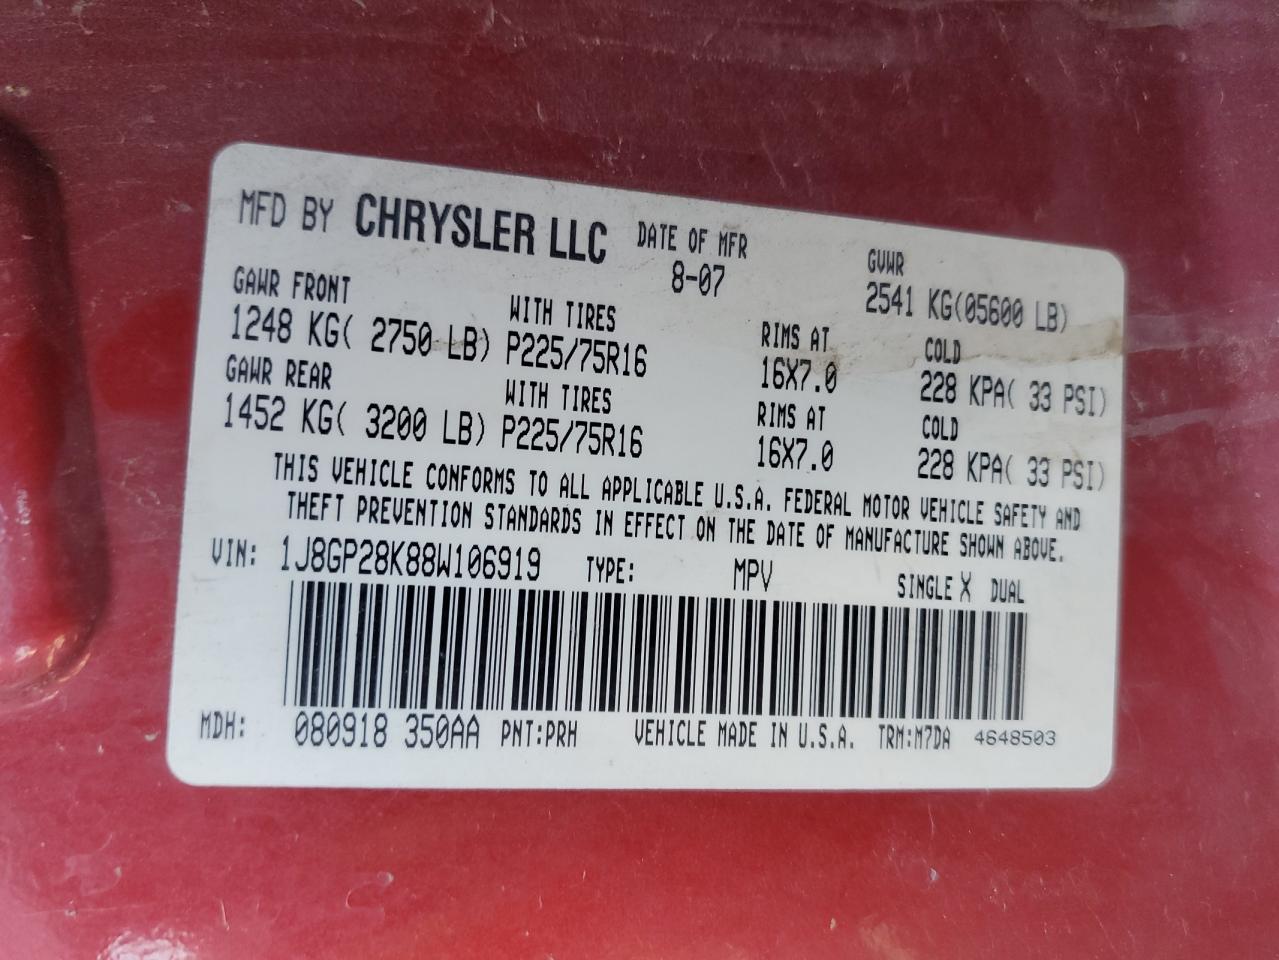 MFD BY CHRYSLER LLC DATE OF MFR GVWR
8-07 2541 KG(05600 LB)
GAWR FRONT WITH TIRES RIMS AT COLD
1248 KG( 2750 LB) P225/75R16 16X7.0 228 KPA( 33 PSI)
GAWR REAR WITH TIRES RIMS AT COLD
1452 KG( 3200 LB) P225/75R16 16X7.0 228 KPA( 33 PSI)
THIS VEHICLE CONFORMS TO ALL APPLICABLE U.S.A. FEDERAL MOTOR VEHICLE SAFETY AND
THEFT PREVENTION STANDARDS IN EFFECT ON THE DATE OF MANUFACTURE SHOWN ABOVE.
VIN: 1J8GP28K88W106919 TYPE: MPV SINGLE X DUAL
MDH: 080918 350AA PNT:PRH VEHICLE MADE IN U.S.A. TRM:M7DA 4648503